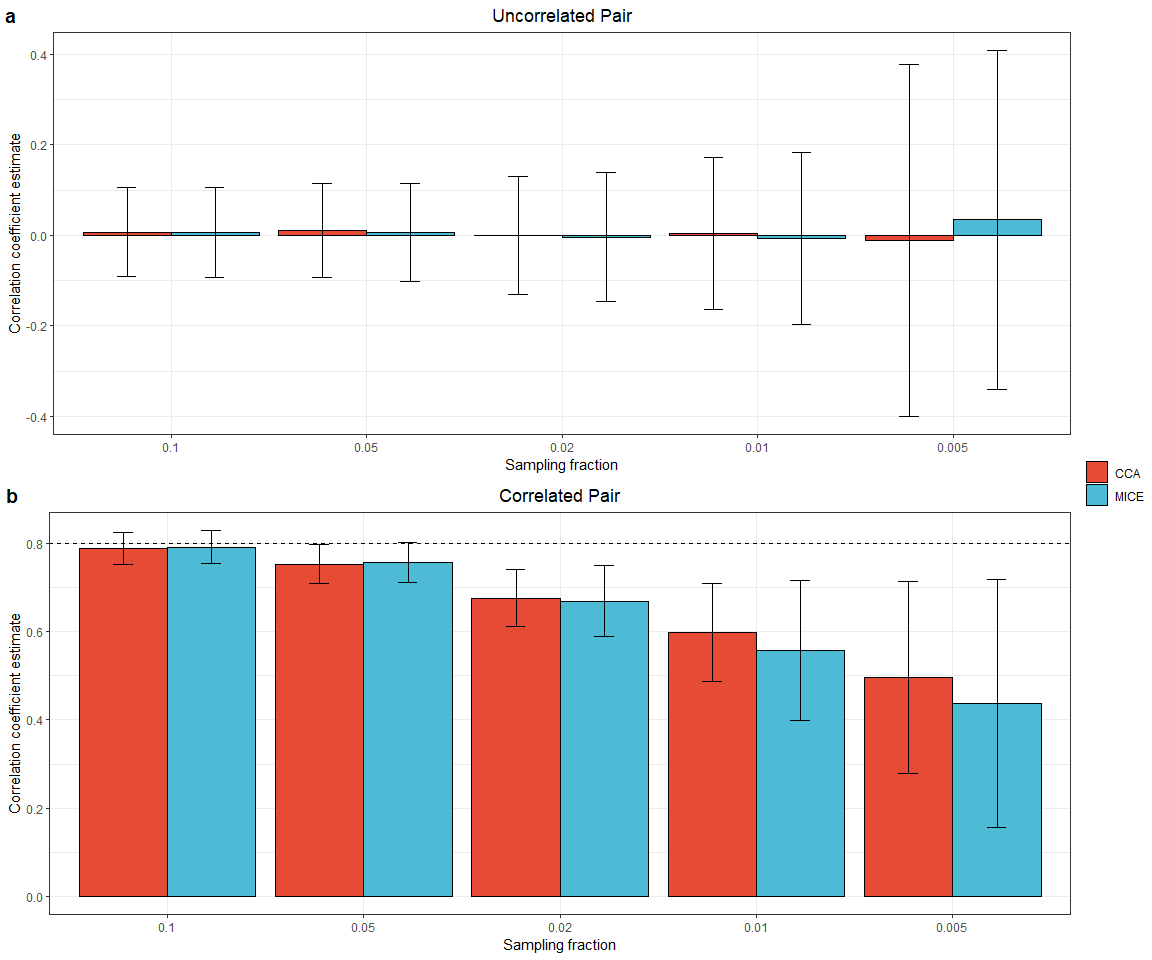 a
Uncorrelated Pair
Correlation coefficient estimate
0.4
0.2
0.0
-0.2
-0.4
0.1 0.05 0.02 0.01 0.005
Sampling fraction
CCA
MICE
b
Correlated Pair
Correlation coefficient estimate
0.8
0.6
0.4
0.2
0.0
0.1 0.05 0.02 0.01 0.005
Sampling fraction